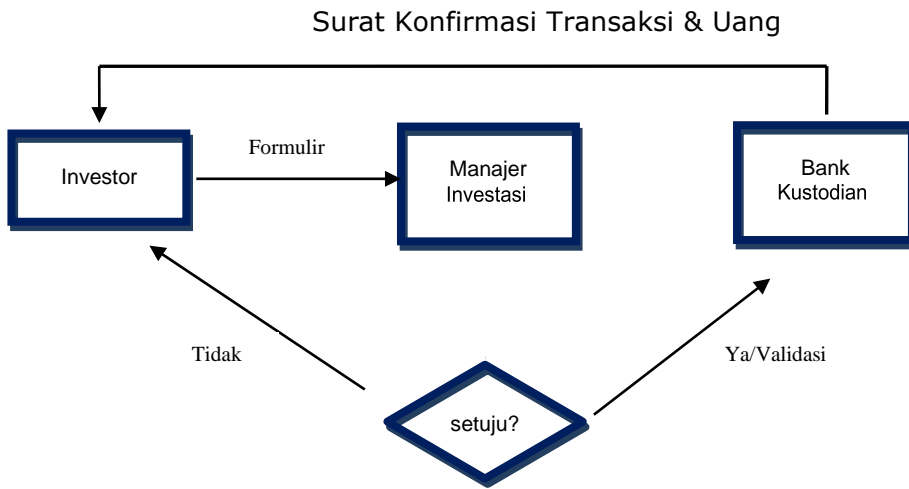 Surat Konfirmasi Transaksi & Uang
Formulir
Investor
Manajer
Investasi
Bank
Kustodian
Tidak
Ya/Validasi
setuju?